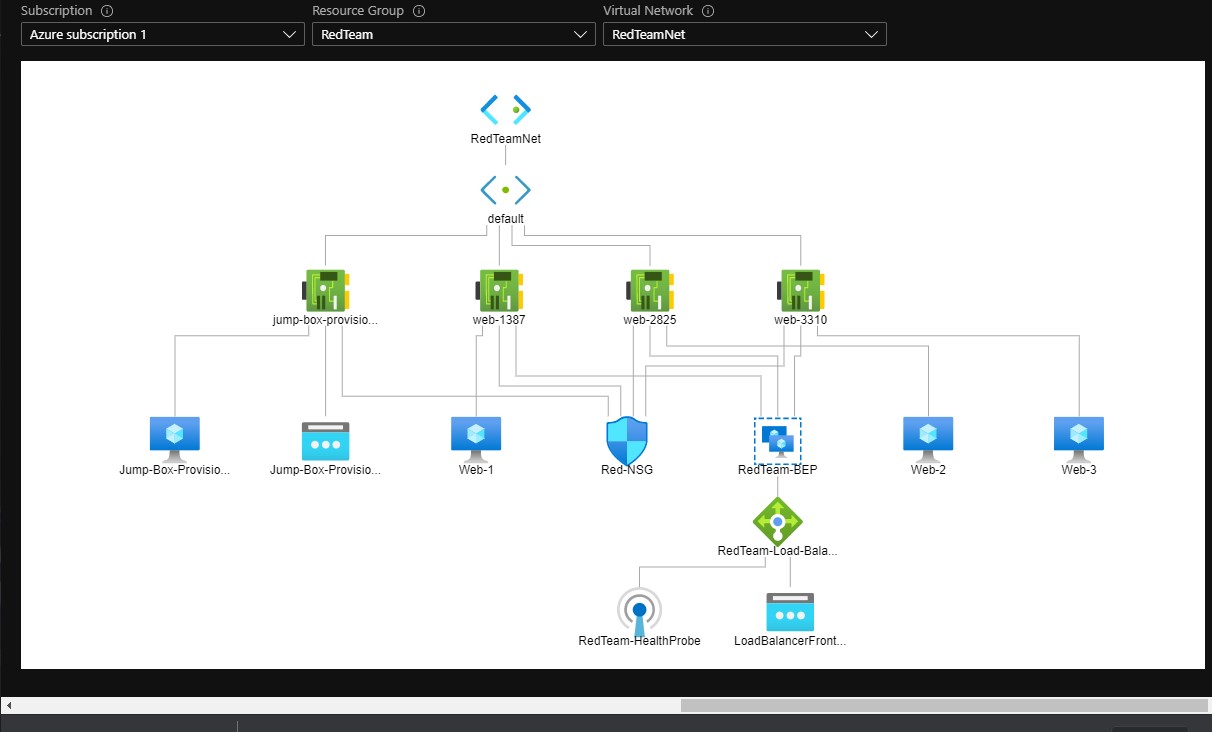 Subscription Resource Group Virtual Network
Azure subscription 1 RedTeam RedTeamNet
RedTeamNet
default
jump-box-provisio... web-1387 web-2825 web-3310
Jump-Box-Provisio... Jump-Box-Provisio... Web-1 Red-NSG RedTeam-BEP Web-2 Web-3
RedTeam-Load-Bala...
RedTeam-HealthProbe LoadBalancerFront...